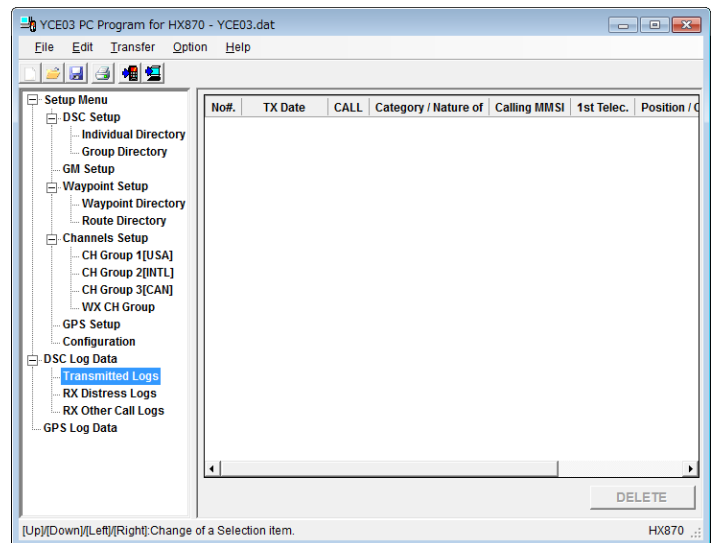 YCE03 PC Program for HX870 - YCE03.dat
File Edit Transfer Option Help
Setup Menu
DSC Setup
Individual Directory
Group Directory
GM Setup
Waypoint Setup
Waypoint Directory
Route Directory
Channels Setup
CH Group 1[USA]
CH Group 2[INTL]
CH Group 3[CAN]
WX CH Group
GPS Setup
Configuration
DSC Log Data
Transmitted Logs
RX Distress Logs
RX Other Call Logs
GPS Log Data
No#. TX Date CALL Category / Nature of Calling MMSI 1st Telec. Position / C
DELETE
[Up]/[Down]/[Left]/[Right]:Change of a Selection item. HX870